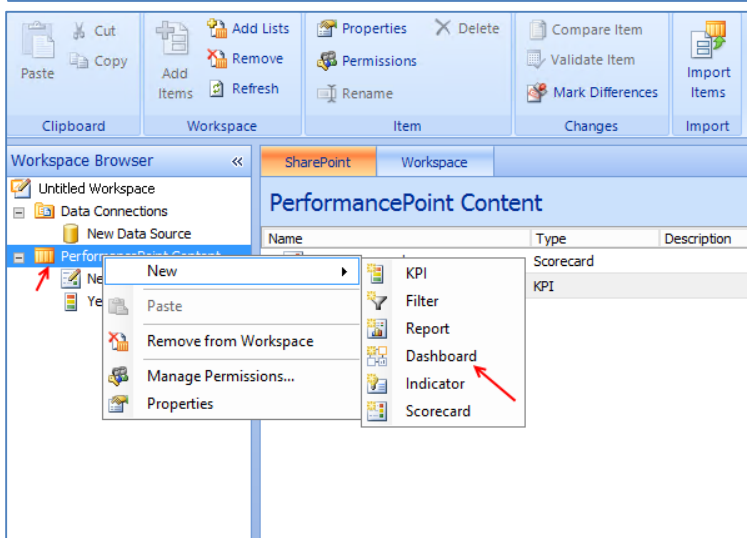 Cut
Copy
Paste
Clipboard
Add Items
Add Lists
Remove
Refresh
Workspace
Properties
Delete
Permissions
Rename
Item
Compare Item
Validate Item
Mark Differences
Changes
Import Items
Import
Workspace Browser «
Untitled Workspace
Data Connections
New Data Source
PerformancePoint Content
Ne
Ye
SharePoint
Workspace
PerformancePoint Content
Name Type Description
Scorecard
KPI
New
Paste
Remove from Workspace
Manage Permissions...
Properties
KPI
Filter
Report
Dashboard
Indicator
Scorecard